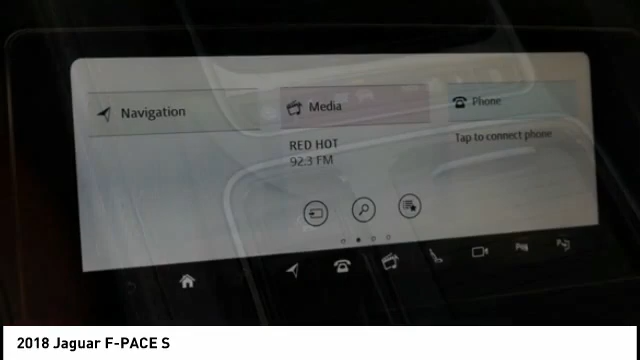 Navigation
Media
Phone
RED HOT
92.3 FM
Tap to connect phone
2018 Jaguar F-PACE S